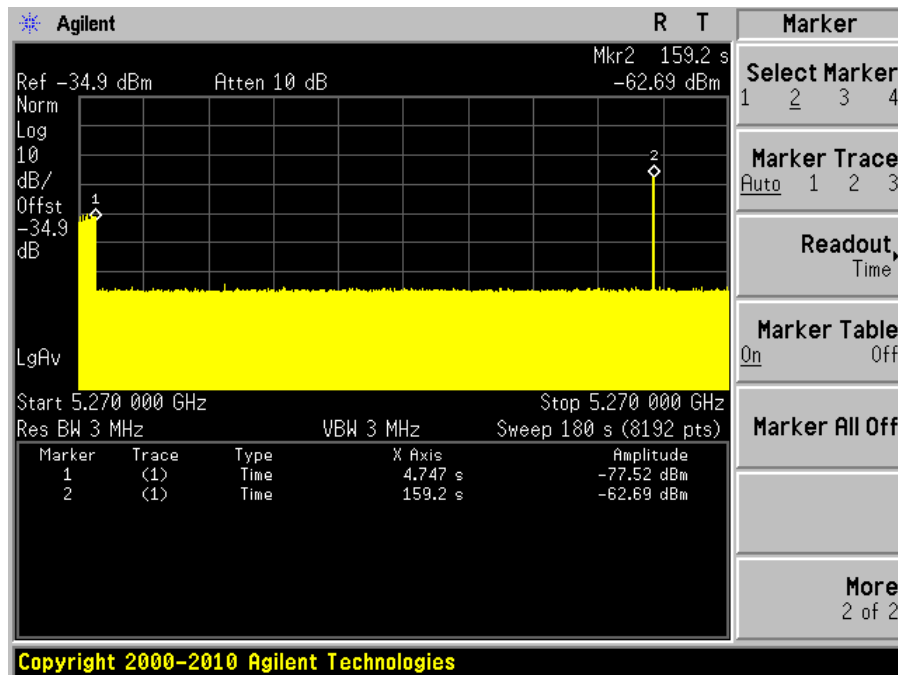 Agilent R T
Mkr2 159.2 s
Ref -34.9 dBm Atten 10 dB -62.69 dBm
Norm
Log
10
dB/
Offst
-34.9
dB
LgAv
1
2
Start 5.270 000 GHz Stop 5.270 000 GHz
Res BW 3 MHz VBW 3 MHz Sweep 180 s (8192 pts)
Marker Trace Type X Axis Amplitude
1 (1) Time 4.747 s -77.52 dBm
2 (1) Time 159.2 s -62.69 dBm
Marker
Select Marker
1 2 3 4
Marker Trace
Auto 1 2 3
Readout
Time
Marker Table
On Off
Marker All Off
More
2 of 2
Copyright 2000-2010 Agilent Technologies